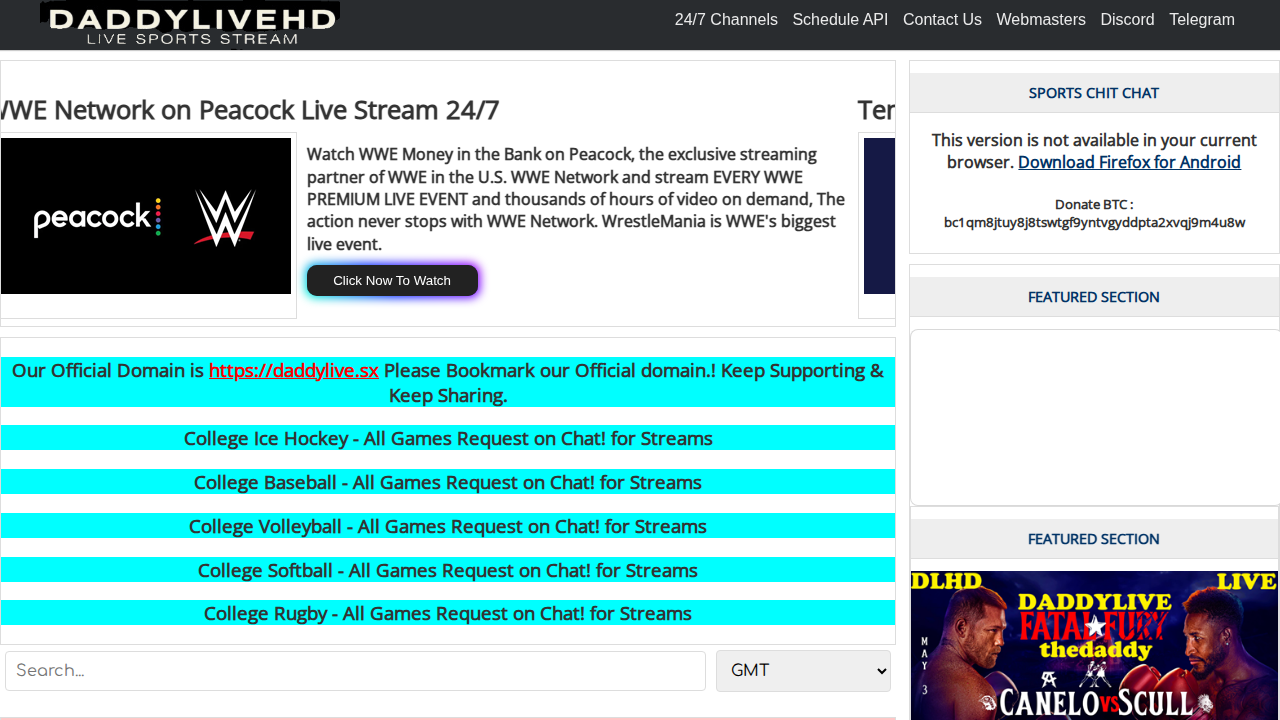 DADDYLIVEHD
LIVE SPORTS STREAM
24/7 Channels Schedule API Contact Us Webmasters Discord Telegram
WWE Network on Peacock Live Stream 24/7
peacock W
Watch WWE Money in the Bank on Peacock, the exclusive streaming
partner of WWE in the U.S. WWE Network and stream EVERY WWE
PREMIUM LIVE EVENT and thousands of hours of video on demand, The
action never stops with WWE Network. WrestleMania is WWE's biggest
live event.
Click Now To Watch
Our Official Domain is https://daddylive.sx Please Bookmark our Official domain.! Keep Supporting &
Keep Sharing.
College Ice Hockey - All Games Request on Chat! for Streams
College Baseball - All Games Request on Chat! for Streams
College Volleyball - All Games Request on Chat! for Streams
College Softball - All Games Request on Chat! for Streams
College Rugby - All Games Request on Chat! for Streams
Search...
GMT
SPORTS CHIT CHAT
This version is not available in your current
browser. Download Firefox for Android
Donate BTC :
bc1qm8jtuy8j8tswtgf9yntvgyddpta2xvqj9m4u8w
FEATURED SECTION
FEATURED SECTION
DLHD LIVE
DADDYLIVE
FATAL FURY
thedaddy
MAY 3
CANELO VS SCULL